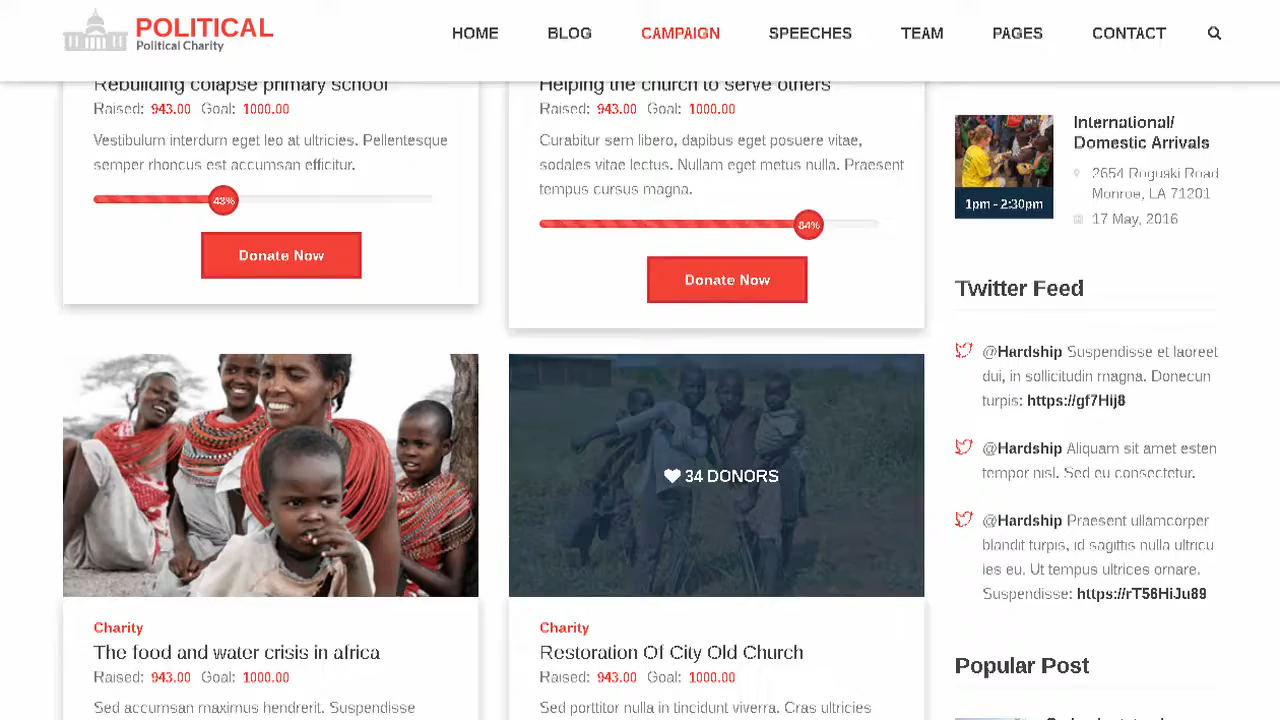 POLITICAL
Political Charity
HOME BLOG CAMPAIGN SPEECHES TEAM PAGES CONTACT
Rebuilding colapse primary school
Raised: 943.00 Goal: 1000.00
Vestibulum interdum eget leo at ultricies. Pellentesque
semper rhoncus est accumsan efficitur.
43%
Donate Now
Helping the church to serve others
Raised: 943.00 Goal: 1000.00
Curabitur sem libero, dapibus eget posuere vitae,
sodales vitae lectus. Nullam eget metus nulla. Praesent
tempus cursus magna.
84%
Donate Now
Charity
The food and water crisis in africa
Raised: 943.00 Goal: 1000.00
Sed accumsan maximus hendrerit. Suspendisse
34 DONORS
Charity
Restoration Of City Old Church
Raised: 943.00 Goal: 1000.00
Sed porttitor nulla in tincidunt viverra. Cras ultricies
1pm - 2:30pm
International/
Domestic Arrivals
2654 Roguski Road
Monroe, LA 71201
17 May, 2016
Twitter Feed
@Hardship Suspendisse et laoreet
dui, in sollicitudin magna. Donecun
turpis: https://gf7Hij8
@Hardship Aliquam sit amet esten
tempor nisl. Sed eu consectetur.
@Hardship Praesent ullamcorper
blandit turpis, id sagittis nulla ultricu
ies eu. Ut tempus ultrices ornare.
Suspendisse: https://rT56HiJu89
Popular Post